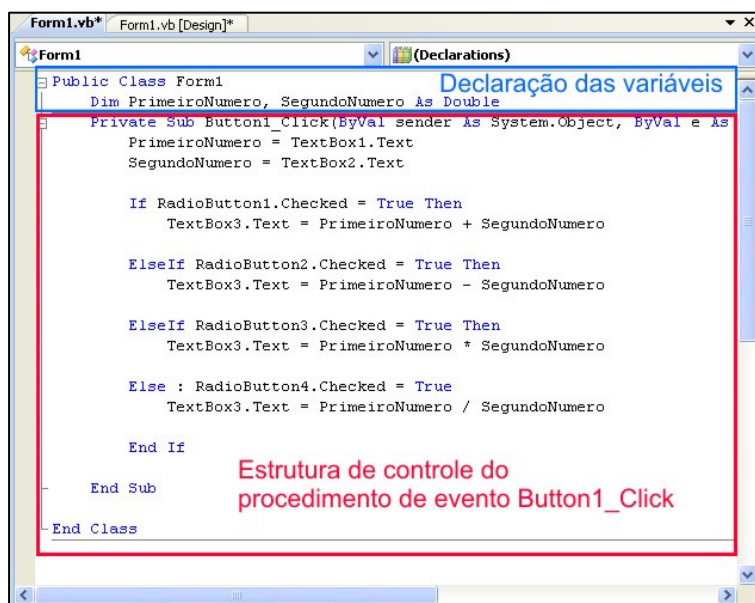 Form1.vb* Form1.vb [Design]*
Form1 (Declarations)
Public Class Form1
Declaração das variáveis
Dim PrimeiroNumero, SegundoNumero As Double
Private Sub Button1_Click(ByVal sender As System.Object, ByVal e As
PrimeiroNumero = TextBox1.Text
SegundoNumero = TextBox2.Text
If RadioButton1.Checked = True Then
TextBox3.Text = PrimeiroNumero + SegundoNumero
ElseIf RadioButton2.Checked = True Then
TextBox3.Text = PrimeiroNumero - SegundoNumero
ElseIf RadioButton3.Checked = True Then
TextBox3.Text = PrimeiroNumero * SegundoNumero
Else : RadioButton4.Checked = True
TextBox3.Text = PrimeiroNumero / SegundoNumero
End If
Estrutura de controle do
procedimento de evento Button1_Click
End Sub
End Class